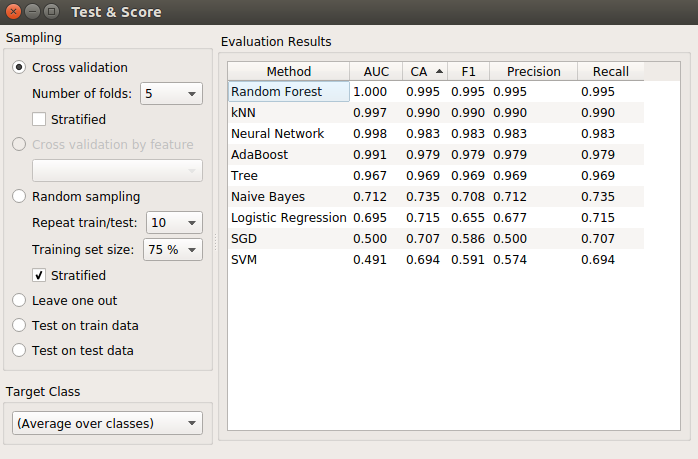 Test & Score
Sampling
Cross validation
Number of folds: 5
Stratified
Cross validation by feature
Random sampling
Repeat train/test: 10
Training set size: 75 %
Stratified
Leave one out
Test on train data
Test on test data
Target Class
(Average over classes)
Evaluation Results
Method AUC CA F1 Precision Recall
Random Forest 1.000 0.995 0.995 0.995 0.995
kNN 0.997 0.990 0.990 0.990 0.990
Neural Network 0.998 0.983 0.983 0.983 0.983
AdaBoost 0.991 0.979 0.979 0.979 0.979
Tree 0.967 0.969 0.969 0.969 0.969
Naive Bayes 0.712 0.735 0.708 0.712 0.735
Logistic Regression 0.695 0.715 0.655 0.677 0.715
SGD 0.500 0.707 0.586 0.500 0.707
SVM 0.491 0.694 0.591 0.574 0.694